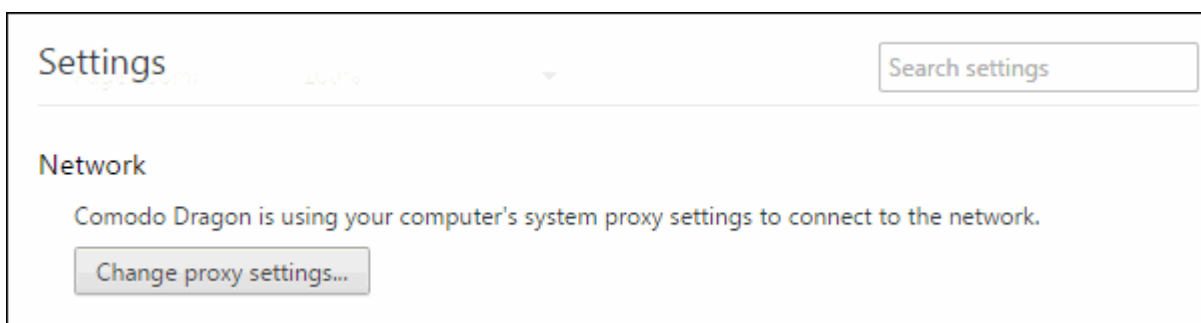 Settings
Search settings
Network
Comodo Dragon is using your computer's system proxy settings to connect to the network.
Change proxy settings...